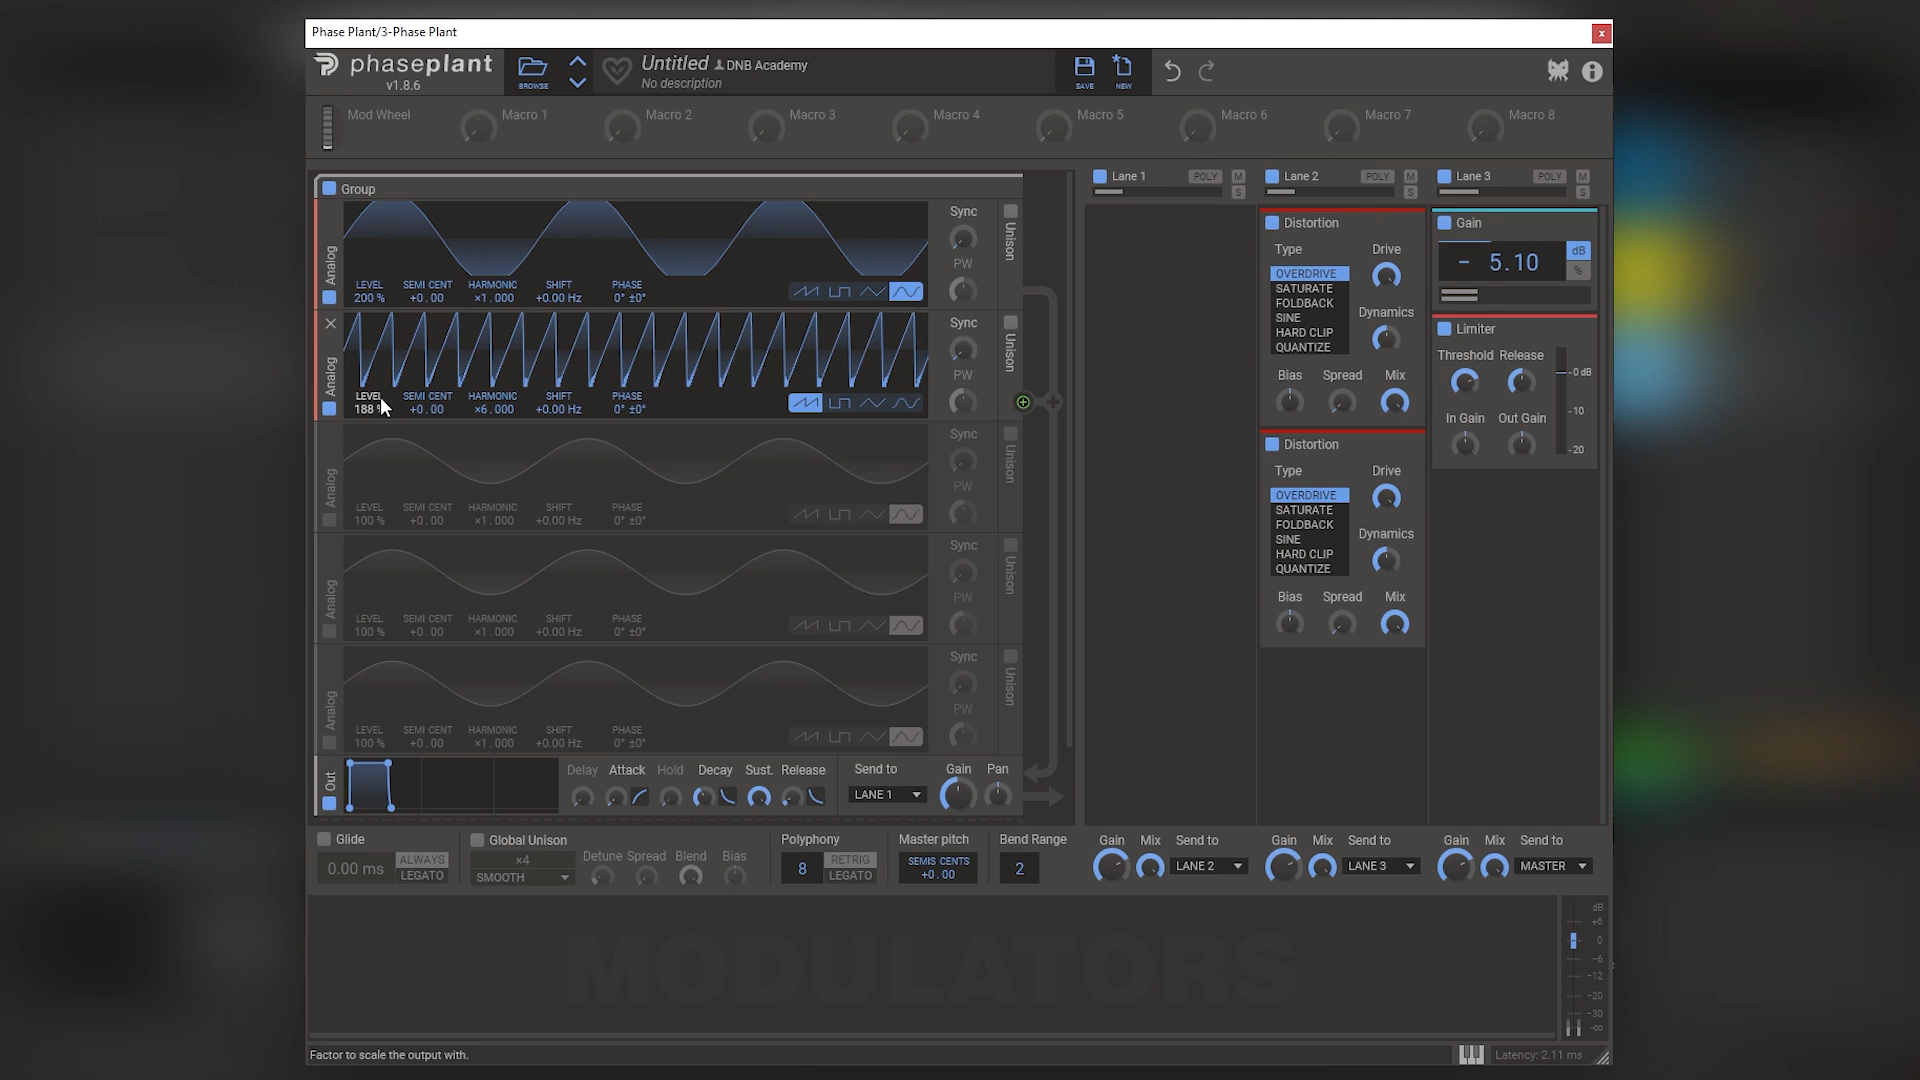 Phase Plant/3-Phase Plant
x
phaseplant
v1.8.6
BROWSE
Untitled DNB Academy
No description
SAVE
NEW
Mod Wheel Macro 1 Macro 2 Macro 3 Macro 4 Macro 5 Macro 6 Macro 7 Macro 8
Group
Analog
LEVEL SEMI CENT HARMONIC SHIFT PHASE
200 % +0.00 ×1.000 +0.00 Hz 0° ±0°
Sync
PW
Unison
Analog
LEVEL SEMI CENT HARMONIC SHIFT PHASE
188 % +0.00 ×6.000 +0.00 Hz 0° ±0°
Sync
PW
Unison
Analog
LEVEL SEMI CENT HARMONIC SHIFT PHASE
100 % +0.00 ×1.000 +0.00 Hz 0° ±0°
Sync
PW
Unison
Analog
LEVEL SEMI CENT HARMONIC SHIFT PHASE
100 % +0.00 ×1.000 +0.00 Hz 0° ±0°
Sync
PW
Unison
Analog
LEVEL SEMI CENT HARMONIC SHIFT PHASE
100 % +0.00 ×1.000 +0.00 Hz 0° ±0°
Sync
PW
Unison
Out
Delay Attack Hold Decay Sust. Release
Send to
LANE 1
Gain Pan
Lane 1 POLY M
S
Lane 2 POLY M
S
Lane 3 POLY M
S
Distortion
Type Drive
OVERDRIVE
SATURATE
FOLDBACK
SINE
HARD CLIP
QUANTIZE
Dynamics
Bias Spread Mix
Distortion
Type Drive
OVERDRIVE
SATURATE
FOLDBACK
SINE
HARD CLIP
QUANTIZE
Dynamics
Bias Spread Mix
Gain
- 5.10
dB
%
Limiter
Threshold Release
In Gain Out Gain
-0 dB
-10
-20
Glide
0.00 ms
ALWAYS
LEGATO
Global Unison
×4
SMOOTH
Detune Spread Blend Bias
Polyphony
8
RETRIG
LEGATO
Master pitch
SEMIS CENTS
+0.00
Bend Range
2
Gain Mix Send to
LANE 2
Gain Mix Send to
LANE 3
Gain Mix Send to
MASTER
MODULATORS
dB
+6
0
-6
-12
-20
-30
-∞
Factor to scale the output with.
Latency: 2.11 ms